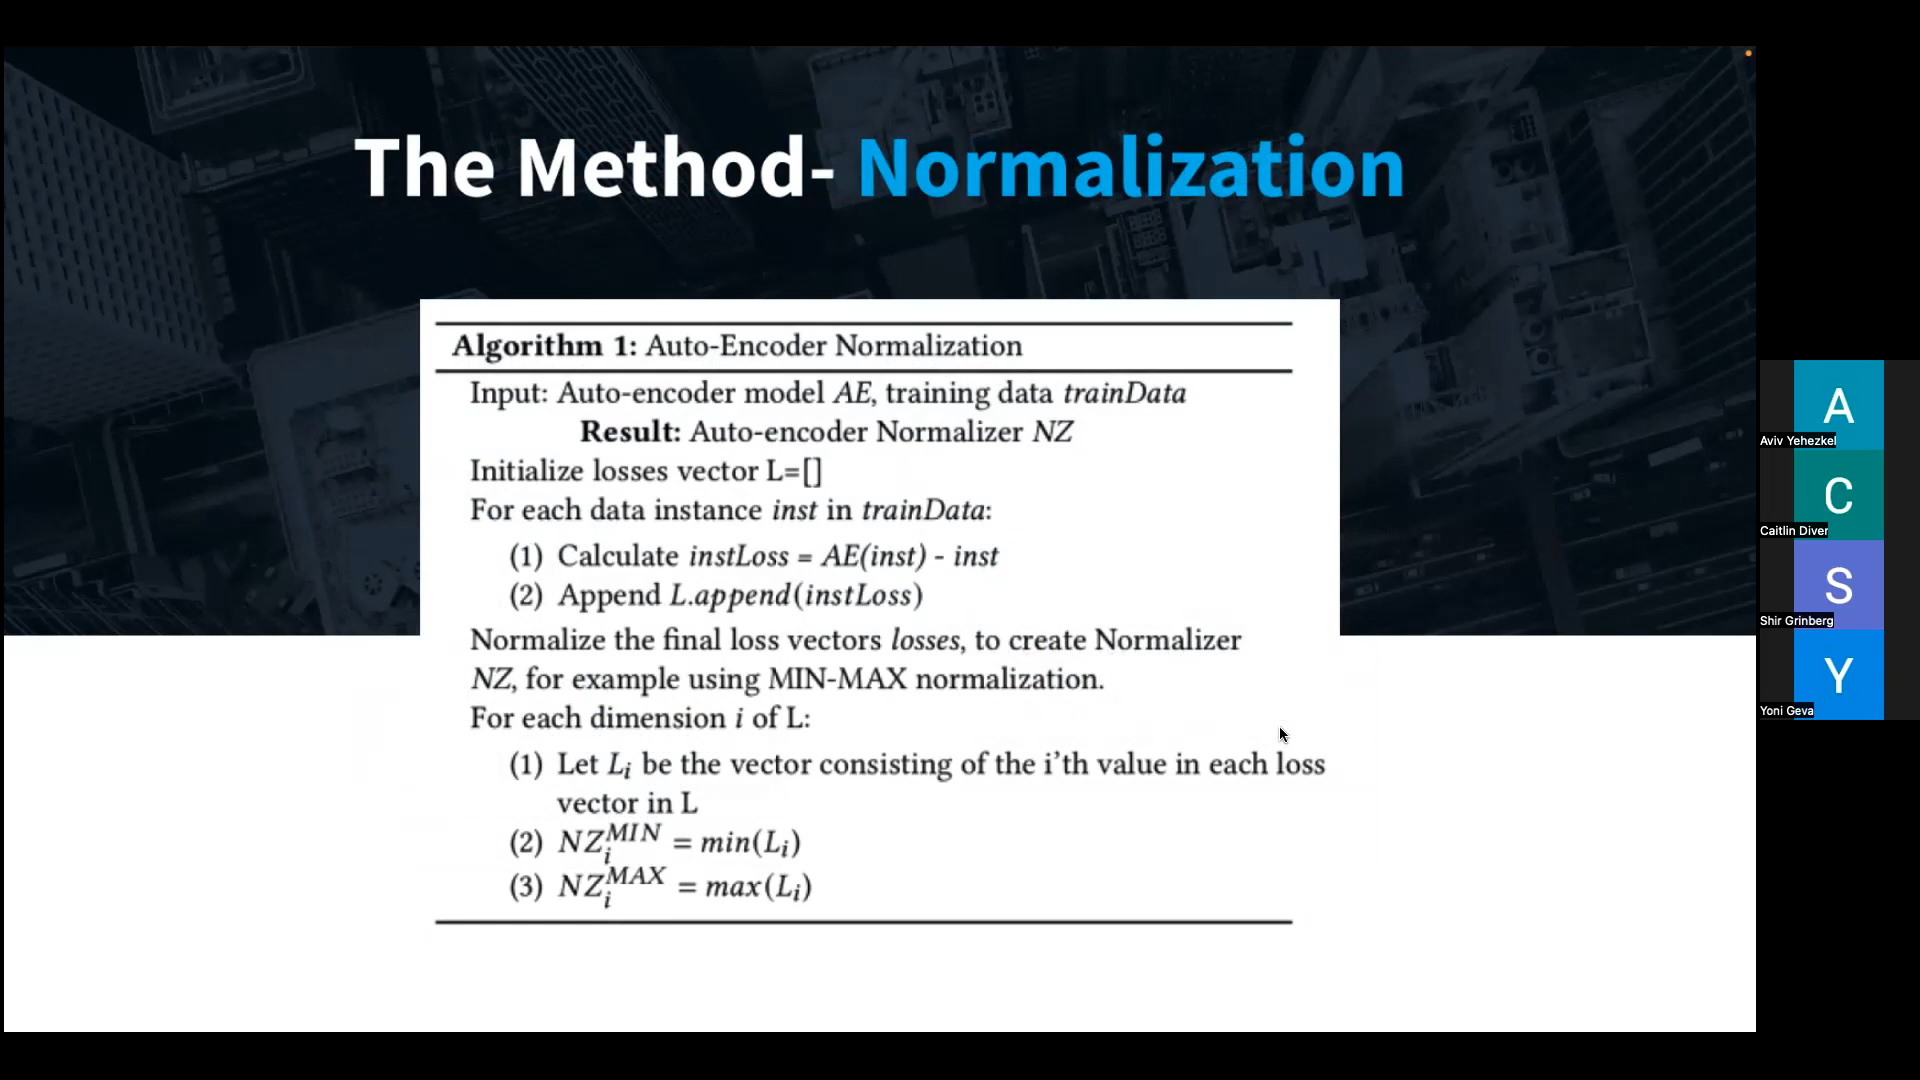 The Method- Normalization
Algorithm 1: Auto-Encoder Normalization
Input: Auto-encoder model AE, training data trainData
Result: Auto-encoder Normalizer NZ
Initialize losses vector L=[]
For each data instance inst in trainData:
(1) Calculate instLoss = AE(inst) - inst
(2) Append L.append(instLoss)
Normalize the final loss vectors losses, to create Normalizer
NZ, for example using MIN-MAX normalization.
For each dimension i of L:
(1) Let L_i be the vector consisting of the i'th value in each loss
vector in L
(2) NZ_i^MIN = min(L_i)
(3) NZ_i^MAX = max(L_i)
A
Aviv Yehezkel
C
Caitlin Diver
S
Shir Grinberg
Y
Yoni Geva